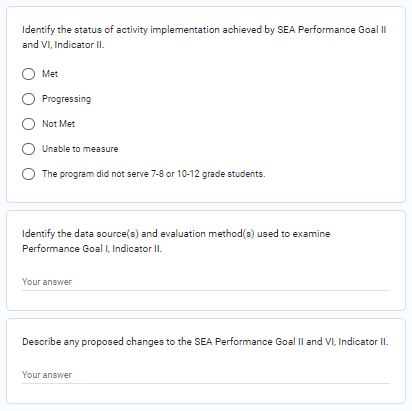 Identify the status of activity implementation achieved by SEA Performance Goal II
and VI, Indicator II.
Met
Progressing
Not Met
Unable to measure
The program did not serve 7-8 or 10-12 grade students.
Identify the data source(s) and evaluation method(s) used to examine
Performance Goal I, Indicator II.
Your answer
Describe any proposed changes to the SEA Performance Goal II and VI, Indicator II.
Your answer